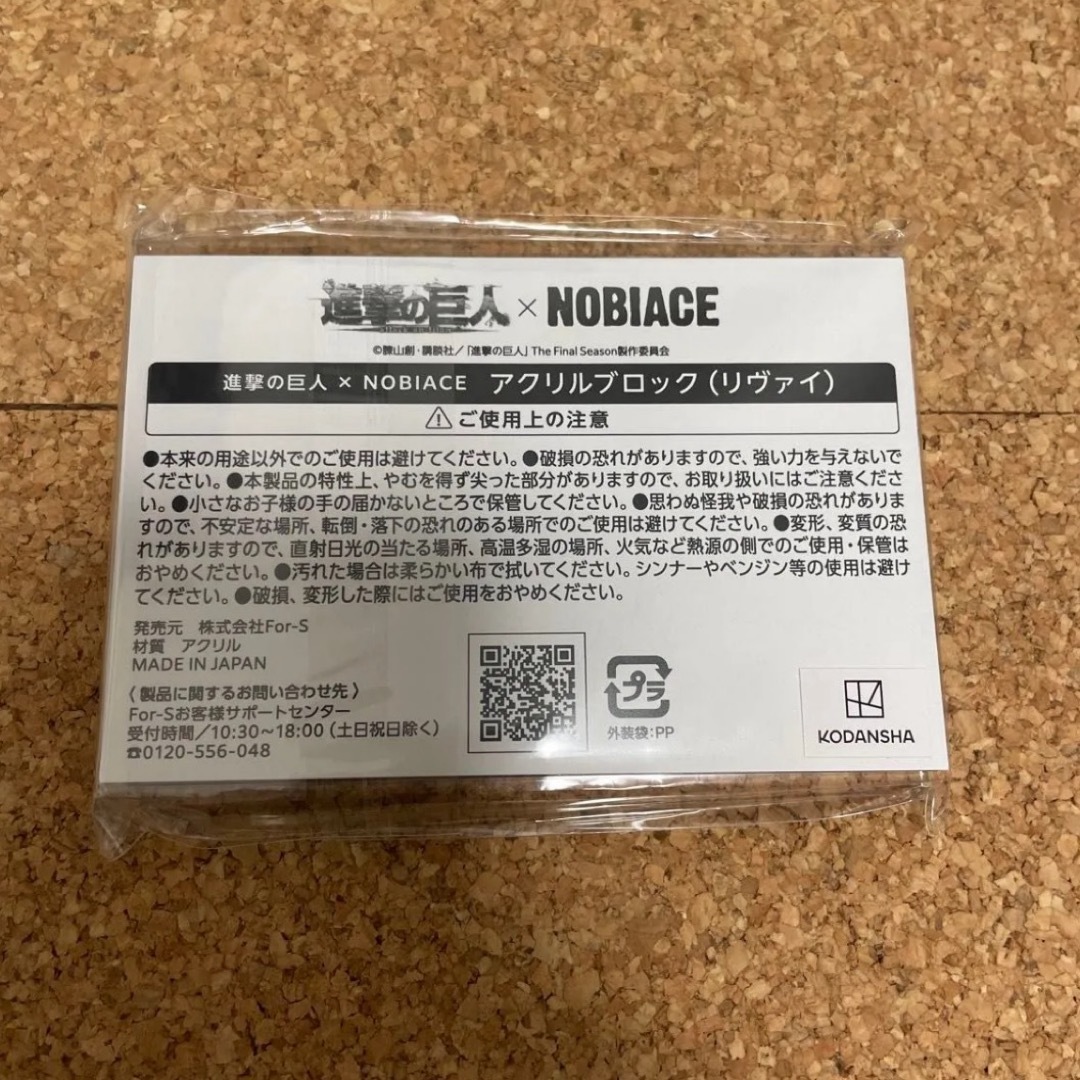 進撃の巨人 × NOBIACE
©諫山創・講談社／「進撃の巨人」The Final Season製作委員会
進撃の巨人 × NOBIACE アクリルブロック（リヴァイ）
⚠ご使用上の注意
●本来の用途以外でのご使用は避けてください。●破損の恐れがありますので、強い力を与えないで
ください。●本製品の特性上、やむを得ず尖った部分がありますので、お取り扱いにはご注意くださ
い。●小さなお子様の手の届かないところで保管してください。●思わぬ怪我や破損の恐れがありま
すので、不安定な場所、転倒・落下の恐れのある場所でのご使用は避けてください。●変形、変質の恐
れがありますので、直射日光の当たる場所、高温多湿の場所、火気など熱源の側でのご使用・保管は
おやめください。●汚れた場合は柔らかい布で拭いてください。シンナーやベンジン等の使用は避け
てください。●破損、変形した際にはご使用をおやめください。
発売元 株式会社For-S
材質 アクリル
MADE IN JAPAN
〈製品に関するお問い合わせ先〉
For-Sお客様サポートセンター
受付時間／10:30～18:00（土日祝日除く）
☎0120-556-048
プラ
外装袋:PP
KODANSHA